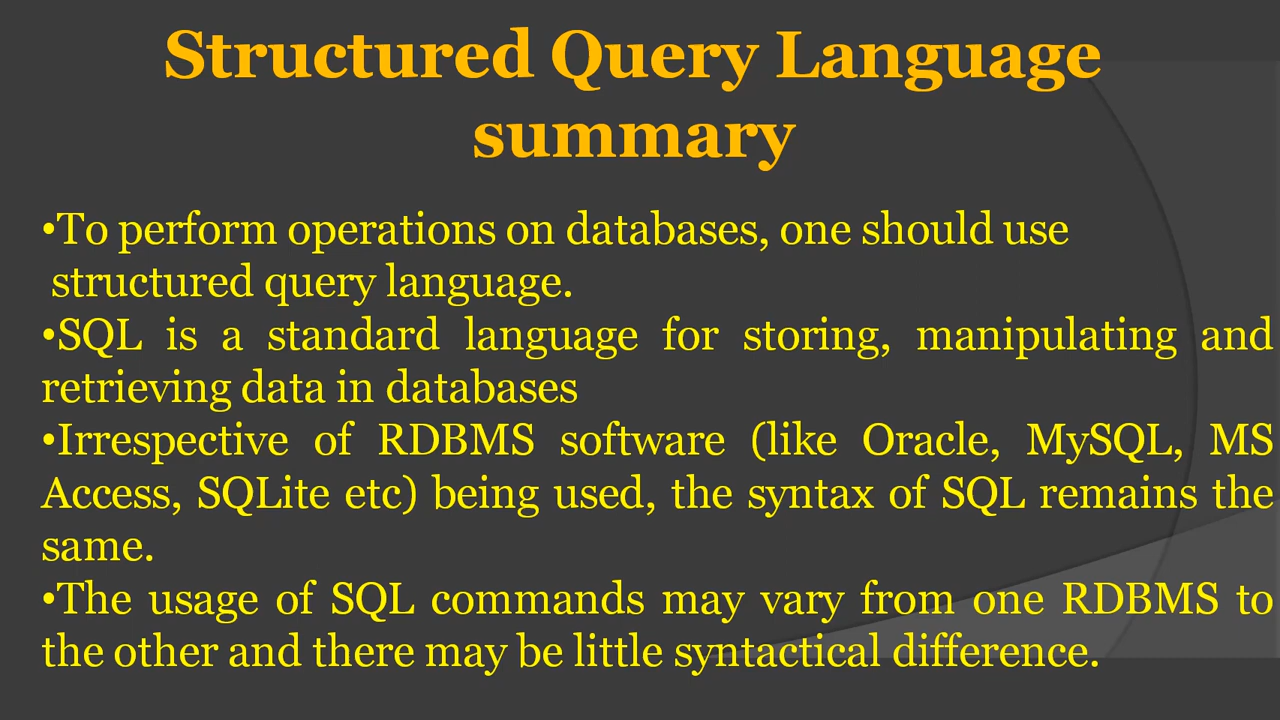 Structured Query Language
summary
•To perform operations on databases, one should use
structured query language.
•SQL is a standard language for storing, manipulating and
retrieving data in databases
•Irrespective of RDBMS software (like Oracle, MySQL, MS
Access, SQLite etc) being used, the syntax of SQL remains the
same.
•The usage of SQL commands may vary from one RDBMS to
the other and there may be little syntactical difference.